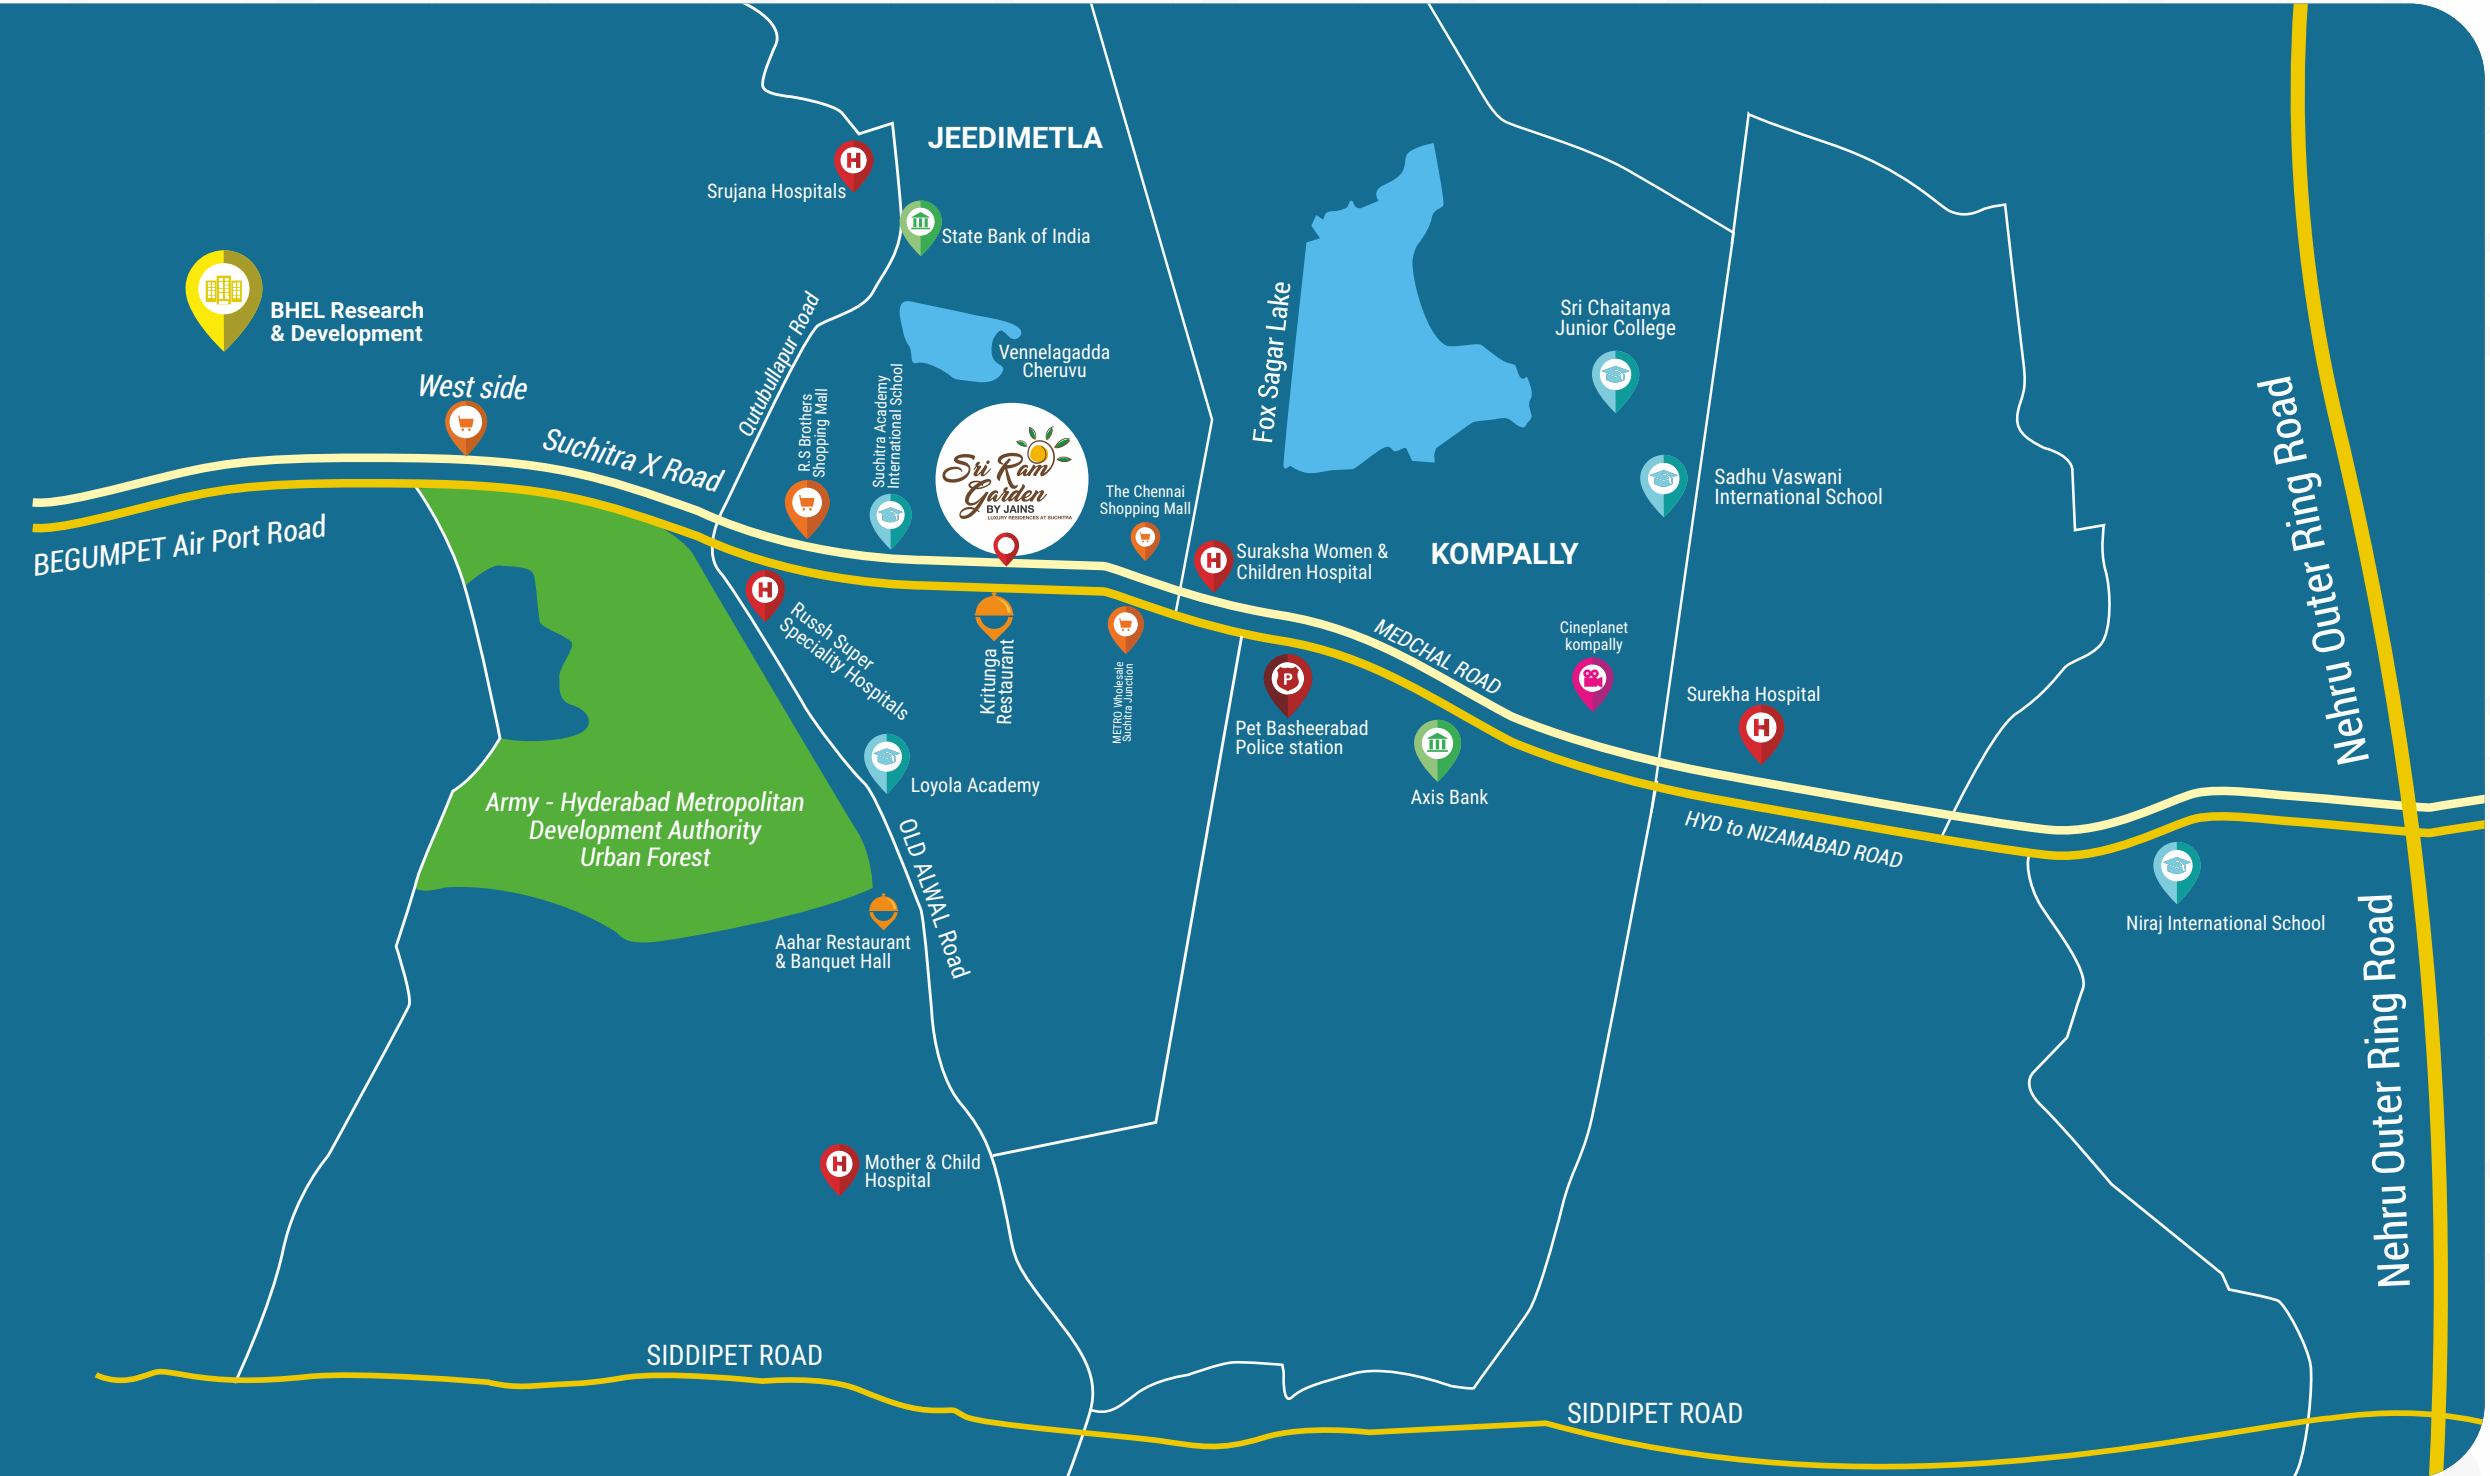 JEEDIMETLA
Srujana Hospitals
State Bank of India
BHEL Research
& Development
West side
Suchitra X Road
BEGUMPET Air Port Road
Qutubullapur Road
R.S Brothers
Shopping Mall
Suchitra Academy
International School
Vennelagadda
Cheruvu
Sri Ram
Garden
BY JAINS
LUXURY RESIDENCES AT SUCHITRA
The Chennai
Shopping Mall
Fox Sagar Lake
Sri Chaitanya
Junior College
Sadhu Vaswani
International School
Suraksha Women &
Children Hospital
KOMPALLY
Nehru Outer Ring Road
MEDCHAL ROAD
Cineplanet
kompally
Surekha Hospital
Russh Super
Speciality Hospitals
Kritunga
Restaurant
METRO Wholesale
Suchitra Junction
P
Pet Basheerabad
Police station
Axis Bank
HYD to NIZAMABAD ROAD
Loyola Academy
Army - Hyderabad Metropolitan
Development Authority
Urban Forest
OLD ALWAL Road
Aahar Restaurant
& Banquet Hall
Niraj International School
Nehru Outer Ring Road
Mother & Child
Hospital
SIDDIPET ROAD
SIDDIPET ROAD